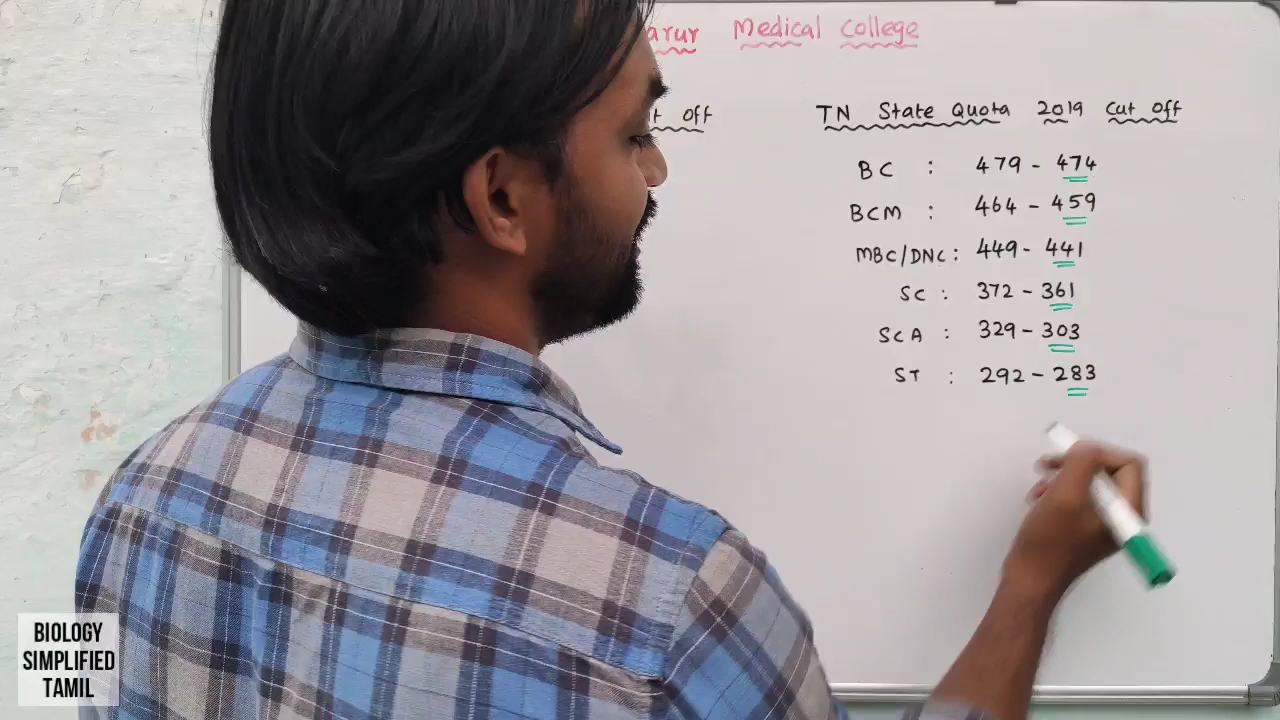 Medical College
off
TN State Quota 2019 Cut Off
BC : 479 - 474
BCM : 464 - 459
MBC/DNC : 449 - 441
SC : 372 - 361
SCA : 329 - 303
ST : 292 - 283
BIOLOGY
SIMPLIFIED
TAMIL